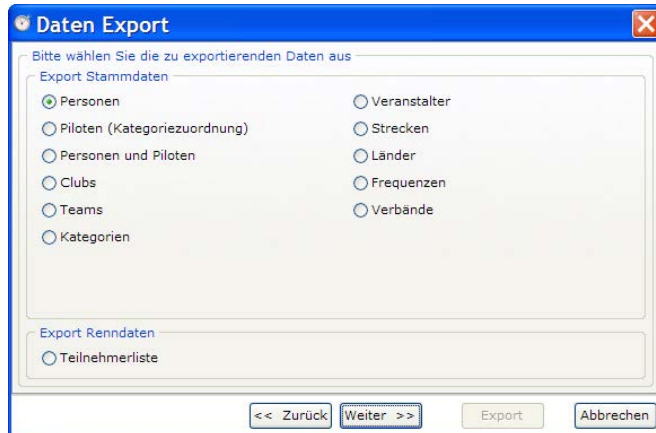 Daten Export
Bitte wählen Sie die zu exportierenden Daten aus
Export Stammdaten
Personen
Piloten (Kategoriezuordnung)
Personen und Piloten
Clubs
Teams
Kategorien
Veranstalter
Strecken
Länder
Frequenzen
Verbände
Export Renndaten
Teilnehmerliste
<< Zurück Weiter >> Export Abbrechen